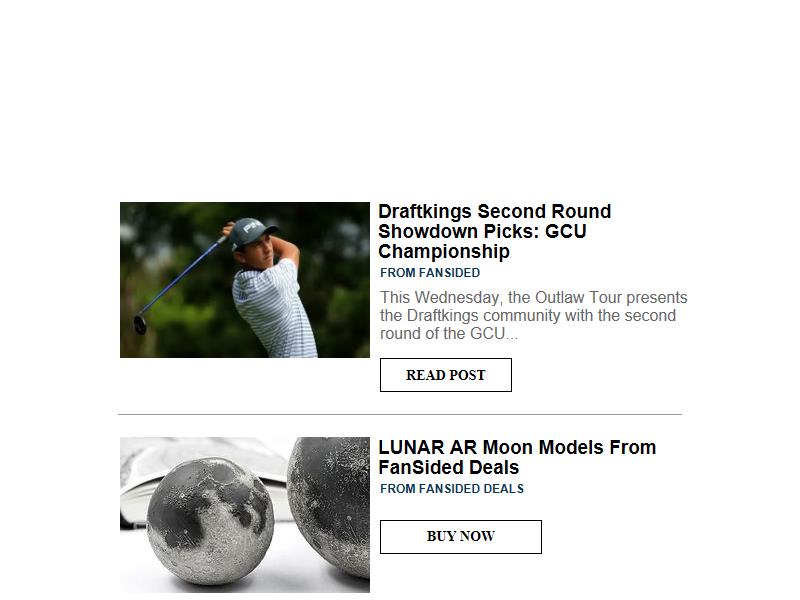 PING
Draftkings Second Round
Showdown Picks: GCU
Championship
FROM FANSIDED
This Wednesday, the Outlaw Tour presents
the Draftkings community with the second
round of the GCU...
READ POST
LUNAR AR Moon Models From
FanSided Deals
FROM FANSIDED DEALS
BUY NOW